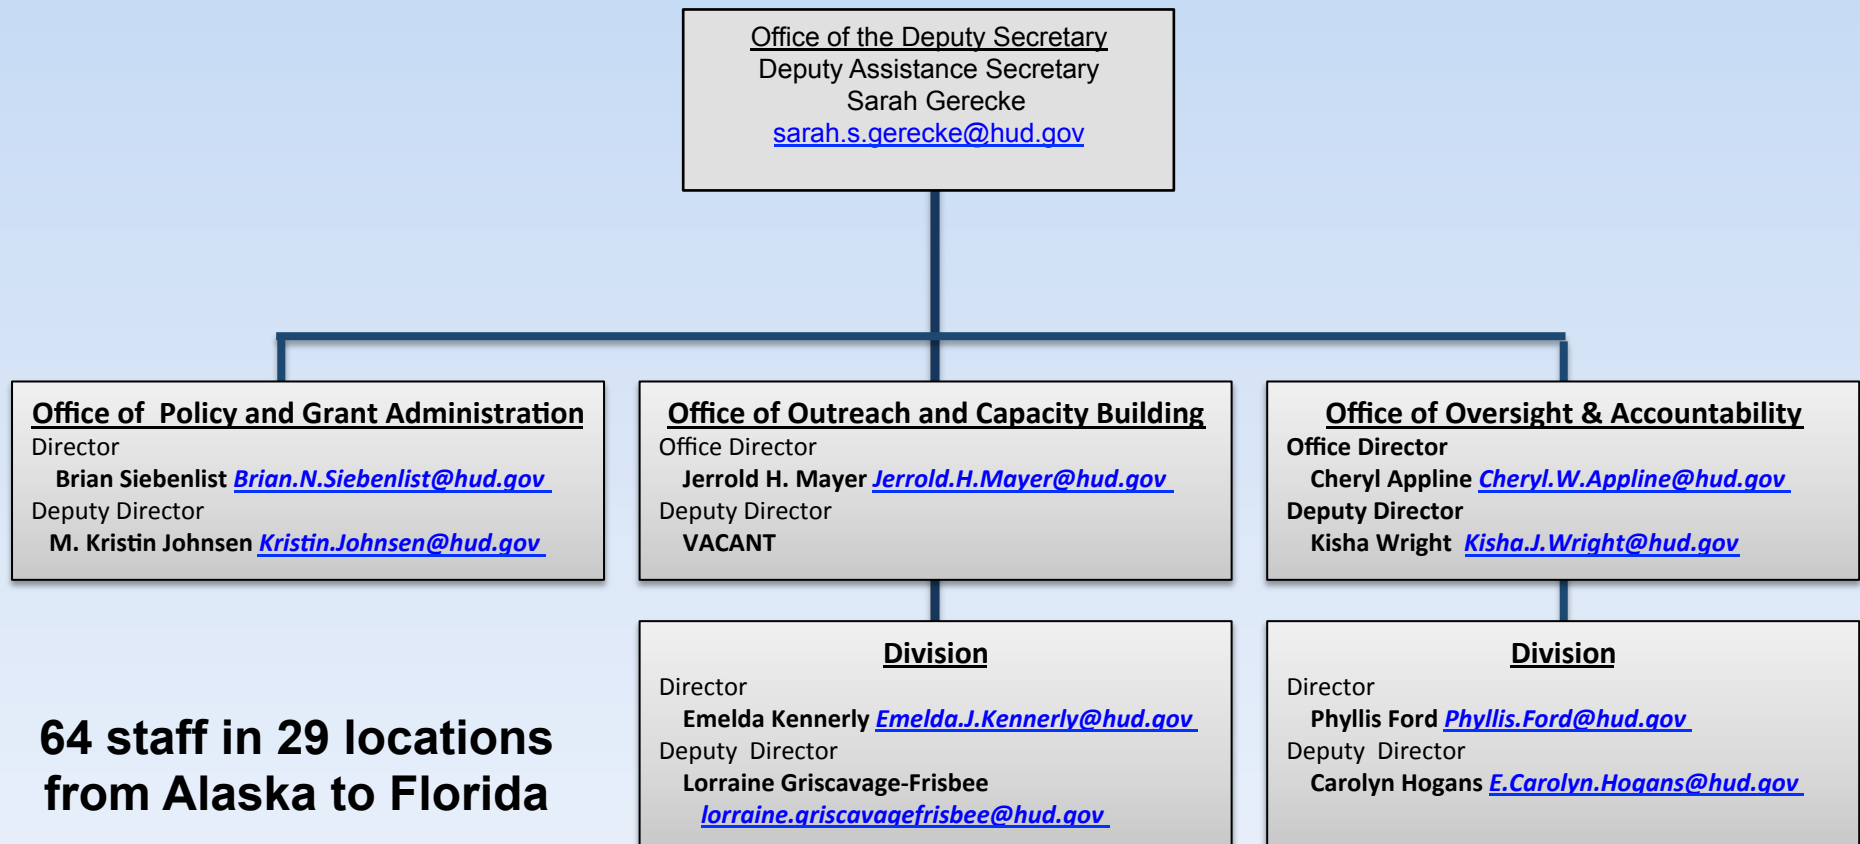 Office of the Deputy Secretary
Deputy Assistance Secretary
Sarah Gerecke
sarah.s.gerecke@hud.gov
Office of Policy and Grant Administration
Director
Brian Siebenlist Brian.N.Siebenlist@hud.gov
Deputy Director
M. Kristin Johnsen Kristin.Johnsen@hud.gov
Office of Outreach and Capacity Building
Office Director
Jerrold H. Mayer Jerrold.H.Mayer@hud.gov
Deputy Director
VACANT
Office of Oversight & Accountability
Office Director
Cheryl Appline Cheryl.W.Appline@hud.gov
Deputy Director
Kisha Wright Kisha.J.Wright@hud.gov
Division
Director
Emelda Kennerly Emelda.J.Kennerly@hud.gov
Deputy Director
Lorraine Griscavage-Frisbee
lorraine.griscavagefrisbee@hud.gov
Division
Director
Phyllis Ford Phyllis.Ford@hud.gov
Deputy Director
Carolyn Hogans E.Carolyn.Hogans@hud.gov
64 staff in 29 locations
from Alaska to Florida